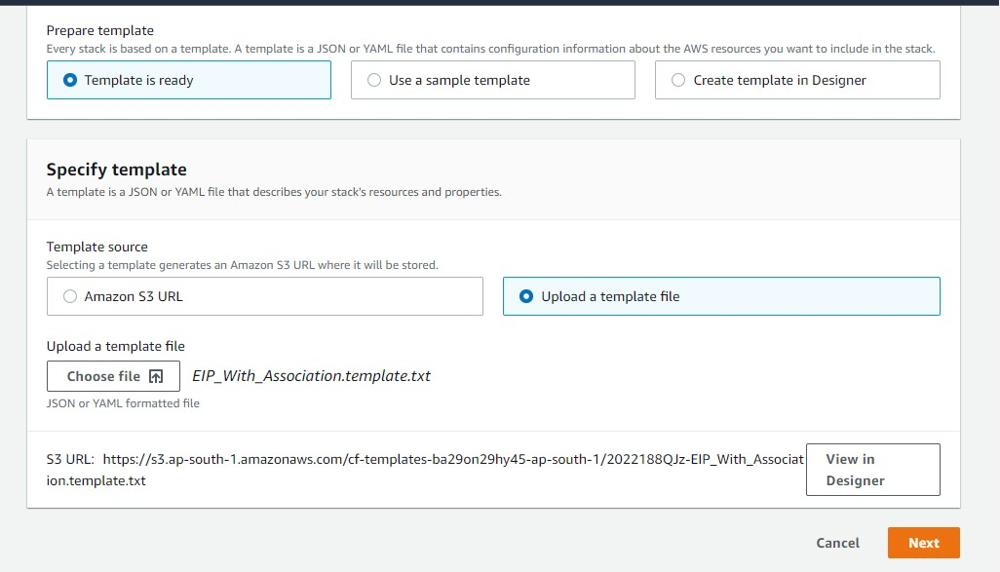 Prepare template
Every stack is based on a template. A template is a JSON or YAML file that contains configuration information about the AWS resources you want to include in the stack.
Template is ready
Use a sample template
Create template in Designer
Specify template
A template is a JSON or YAML file that describes your stack's resources and properties.
Template source
Selecting a template generates an Amazon S3 URL where it will be stored.
Amazon S3 URL
Upload a template file
Upload a template file
Choose file
EIP_With_Association.template.txt
JSON or YAML formatted file
S3 URL: https://s3.ap-south-1.amazonaws.com/cf-templates-ba29on29hy45-ap-south-1/2022188QJz-EIP_With_Associat
ion.template.txt
View in
Designer
Cancel
Next